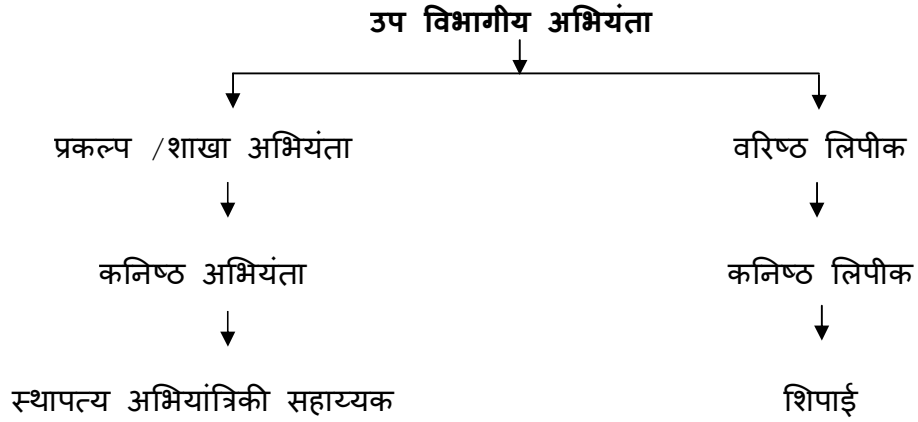 उप विभागीय अभियंता
प्रकल्प /शाखा अभियंता
वरिष्ठ लिपीक
कनिष्ठ अभियंता
कनिष्ठ लिपीक
स्थापत्य अभियांत्रिकी सहाय्यक
शिपाई